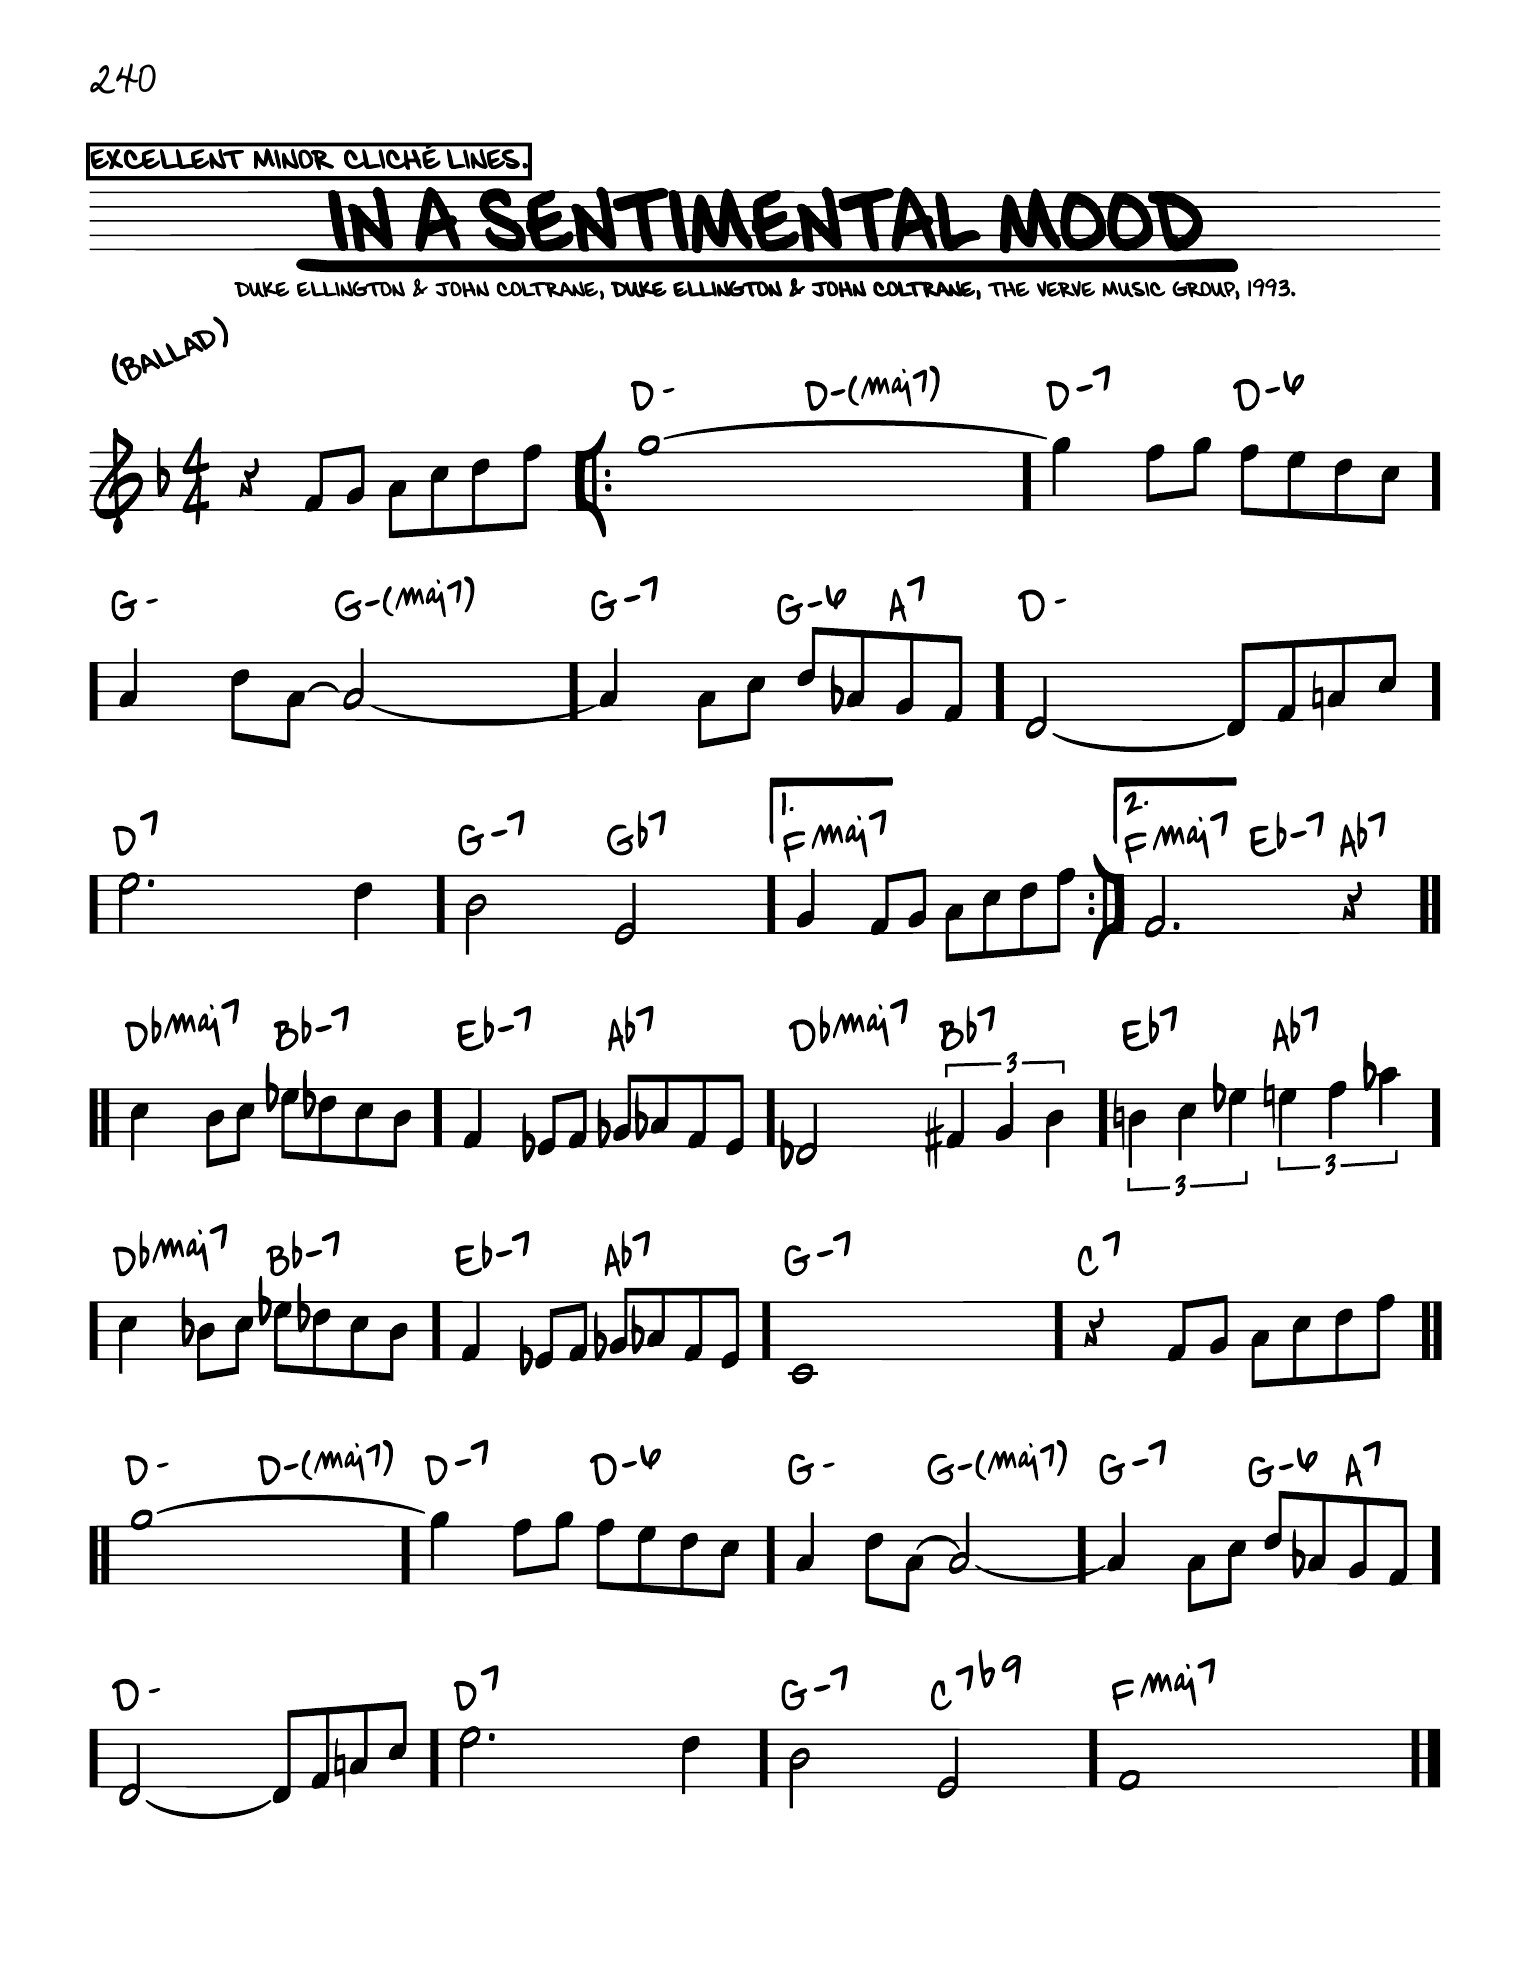 240
EXCELLENT MINOR CLICHÉ LINES.
IN A SENTIMENTAL MOOD
DUKE ELLINGTON & JOHN COLTRANE, DUKE ELLINGTON & JOHN COLTRANE, THE VERVE MUSIC GROUP, 1993.
(BALLAD)
D- D-(maj7) D-7 D-6
4
4
G- G-(maj7) G-7 G-6 A7 D-
1. 2.
D7 G-7 Gb7 Fmaj7 Fmaj7 Eb-7 Ab7
Dbmaj7 Bb-7 Eb-7 Ab7 Dbmaj7 Bb7 Eb7 Ab7
3
3 3
Dbmaj7 Bb-7 Eb-7 Ab7 G-7 C7
D- D-(maj7) D-7 D-6 G- G-(maj7) G-7 G-6 A7
D- D7 G-7 C7b9 Fmaj7